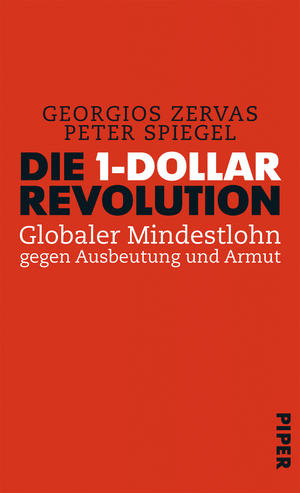 GEORGIOS ZERVAS
PETER SPIEGEL
DIE 1-DOLLAR
REVOLUTION
Globaler Mindestlohn
gegen Ausbeutung und Armut
PIPER